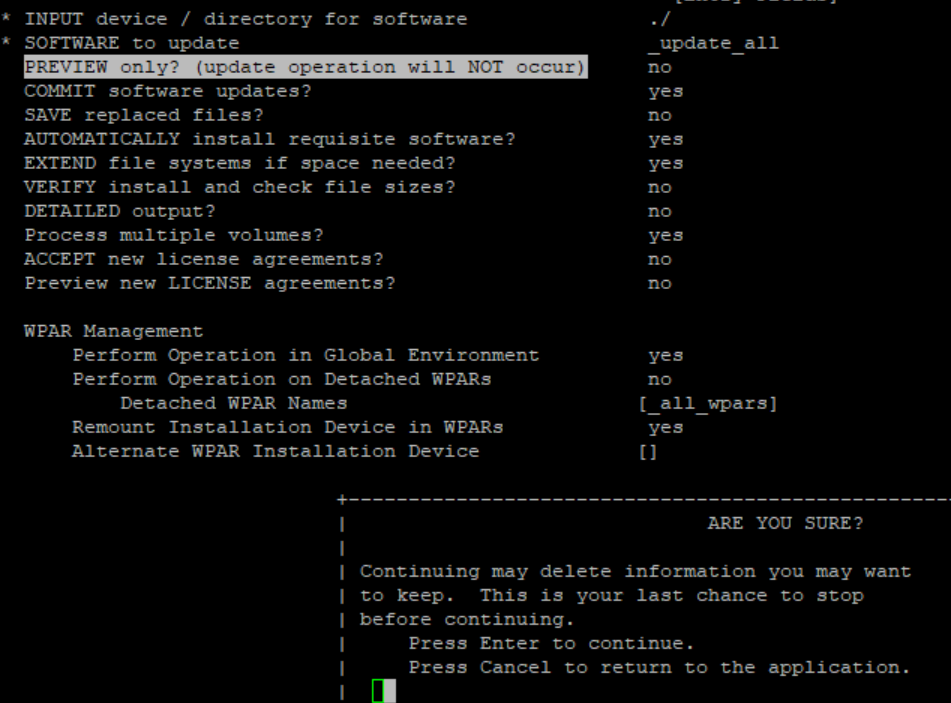 * INPUT device / directory for software ./
* SOFTWARE to update _update_all
PREVIEW only? (update operation will NOT occur) no
COMMIT software updates? yes
SAVE replaced files? no
AUTOMATICALLY install requisite software? yes
EXTEND file systems if space needed? yes
VERIFY install and check file sizes? no
DETAILED output? no
Process multiple volumes? yes
ACCEPT new license agreements? no
Preview new LICENSE agreements? no
WPAR Management
Perform Operation in Global Environment yes
Perform Operation on Detached WPARs no
Detached WPAR Names [_all_wpars]
Remount Installation Device in WPARs yes
Alternate WPAR Installation Device []
ARE YOU SURE?
Continuing may delete information you may want
to keep. This is your last chance to stop
before continuing.
Press Enter to continue.
Press Cancel to return to the application.